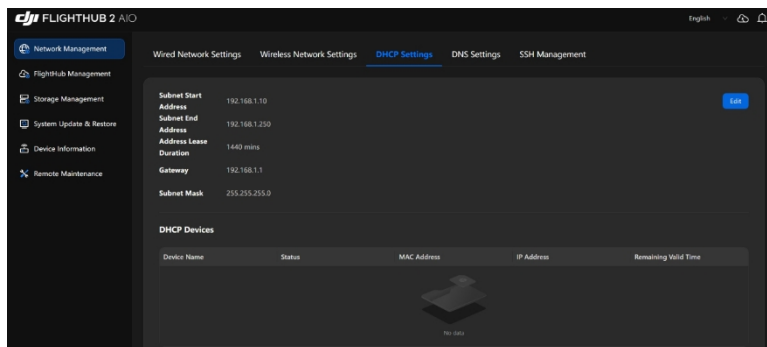 dji FLIGHTHUB 2 AIO
English
Network Management
FlightHub Management
Storage Management
System Update & Restore
Device Information
Remote Maintenance
Wired Network Settings Wireless Network Settings DHCP Settings DNS Settings SSH Management
Subnet Start Address 192.168.1.10
Edit
Subnet End Address 192.168.1.250
Address Lease Duration 1440 mins
Gateway 192.168.1.1
Subnet Mask 255.255.255.0
DHCP Devices
Device Name Status MAC Address IP Address Remaining Valid Time
No data